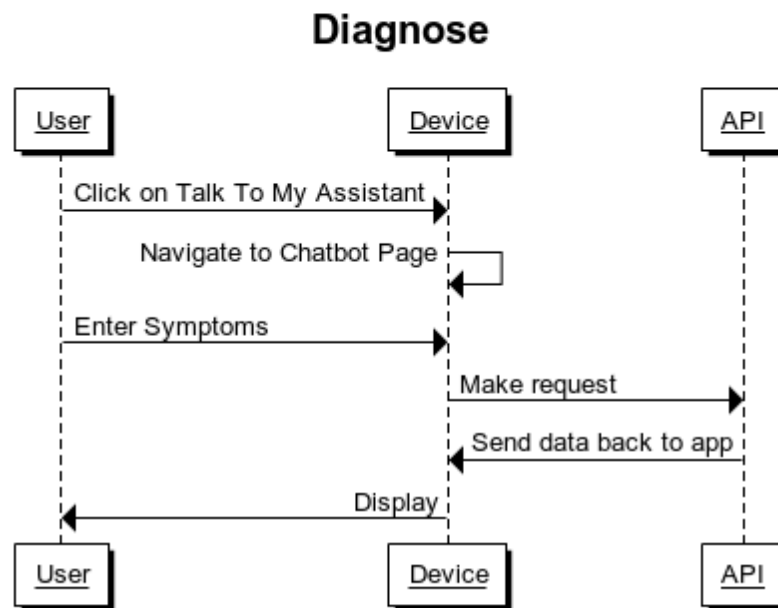 Diagnose
User Device API
Click on Talk To My Assistant
Navigate to Chatbot Page
Enter Symptoms
Make request
Send data back to app
Display
User Device API